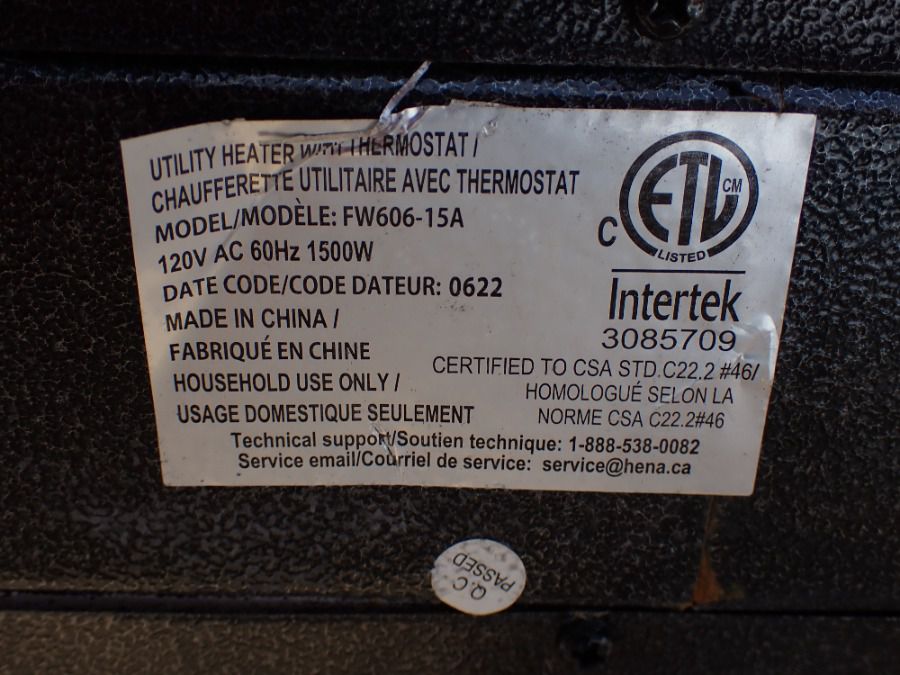 UTILITY HEATER WITH THERMOSTAT /
CHAUFFERETTE UTILITAIRE AVEC THERMOSTAT
MODEL/MODÈLE: FW606-15A
120V AC 60Hz 1500W
DATE CODE/CODE DATEUR: 0622
MADE IN CHINA /
FABRIQUÉ EN CHINE
HOUSEHOLD USE ONLY /
USAGE DOMESTIQUE SEULEMENT
C ETL CM
LISTED
Intertek
3085709
CERTIFIED TO CSA STD.C22.2 #46/
HOMOLOGUÉ SELON LA
NORME CSA C22.2#46
Technical support/Soutien technique: 1-888-538-0082
Service email/Courriel de service: service@hena.ca
Q.C
PASSED